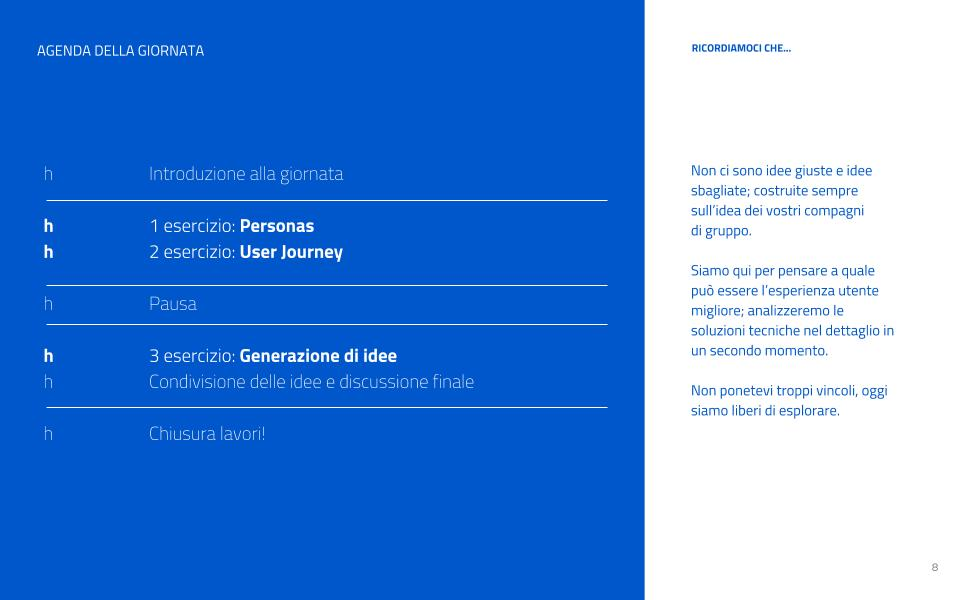 AGENDA DELLA GIORNATA
h Introduzione alla giornata
h 1 esercizio: Personas
h 2 esercizio: User Journey
h Pausa
h 3 esercizio: Generazione di idee
h Condivisione delle idee e discussione finale
h Chiusura lavori!
RICORDIAMOCI CHE...
Non ci sono idee giuste e idee
sbagliate; costruite sempre
sull'idea dei vostri compagni
di gruppo.
Siamo qui per pensare a quale
può essere l'esperienza utente
migliore; analizzeremo le
soluzioni tecniche nel dettaglio in
un secondo momento.
Non ponetevi troppi vincoli, oggi
siamo liberi di esplorare.
8